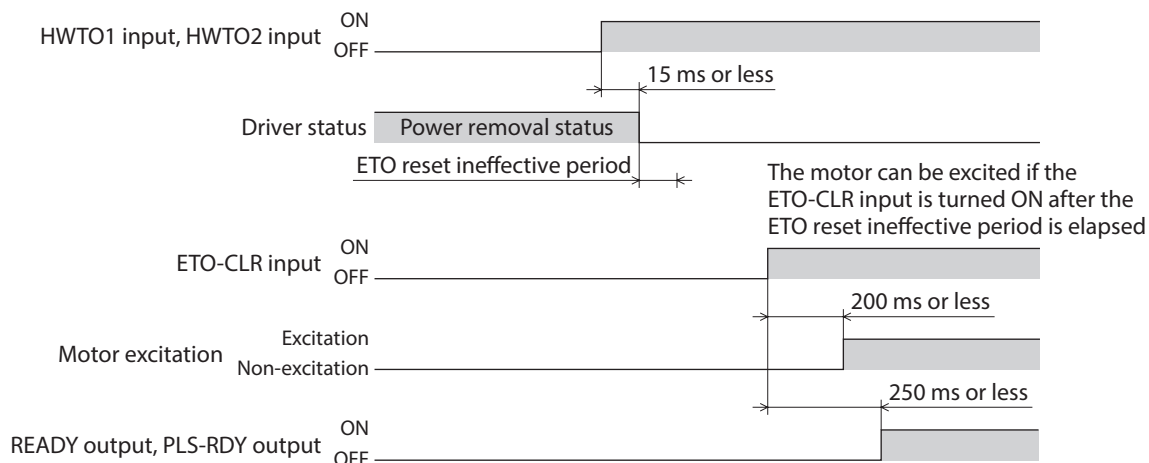 HWTO1 input, HWTO2 input
ON
OFF
15 ms or less
Driver status
Power removal status
ETO reset ineffective period
The motor can be excited if the
ETO-CLR input is turned ON after the
ETO reset ineffective period is elapsed
ETO-CLR input
ON
OFF
200 ms or less
Motor excitation
Excitation
Non-excitation
250 ms or less
READY output, PLS-RDY output
ON
OFF